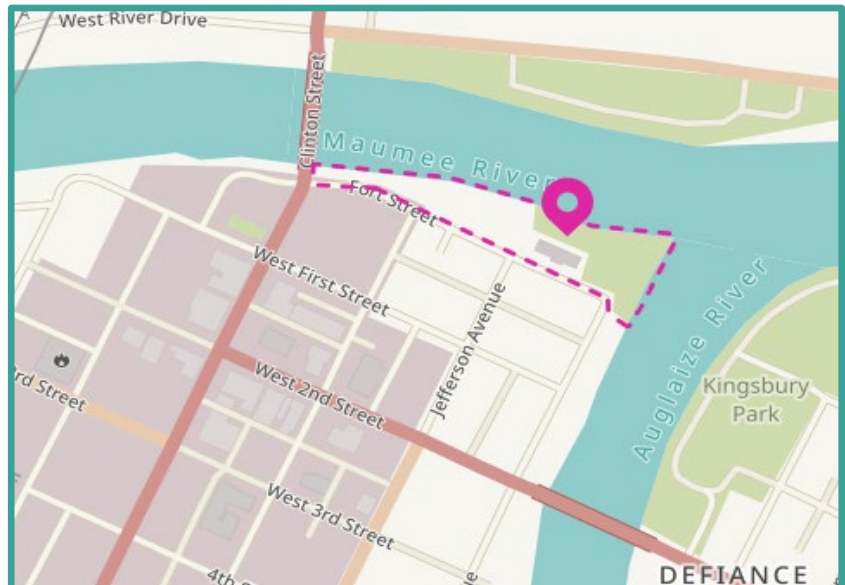 West River Drive
Clinton Street
Maumee River
Fort Street
West First Street
Jefferson Avenue
Auglaize River
Kingsbury
Park
West 2nd Street
3rd Street
West 3rd Street
DEFIANCE